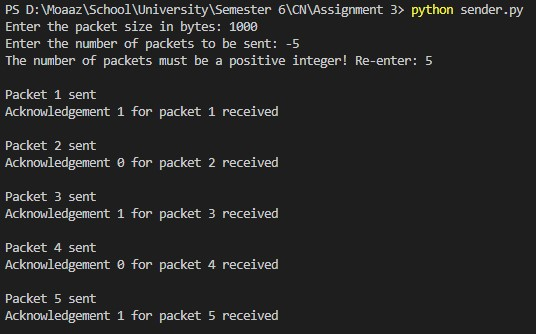 PS D:\Moaaz\School\University\Semester 6\CN\Assignment 3> python sender.py
Enter the packet size in bytes: 1000
Enter the number of packets to be sent: -5
The number of packets must be a positive integer! Re-enter: 5
Packet 1 sent
Acknowledgement 1 for packet 1 received
Packet 2 sent
Acknowledgement 0 for packet 2 received
Packet 3 sent
Acknowledgement 1 for packet 3 received
Packet 4 sent
Acknowledgement 0 for packet 4 received
Packet 5 sent
Acknowledgement 1 for packet 5 received